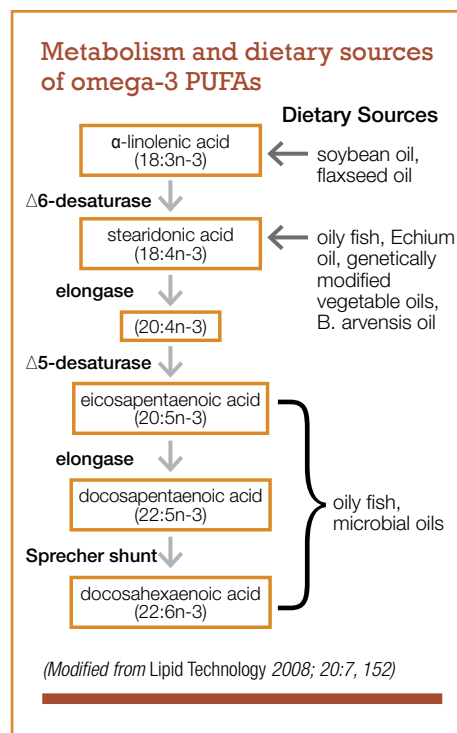 Metabolism and dietary sources
of omega-3 PUFAs
Dietary Sources
α-linolenic acid
(18:3n-3)
soybean oil,
flaxseed oil
Δ6-desaturase
stearidonic acid
(18:4n-3)
oily fish, Echium
oil, genetically
modified
vegetable oils,
B. arvensis oil
elongase
(20:4n-3)
Δ5-desaturase
eicosapentaenoic acid
(20:5n-3)
elongase
docosapentaenoic acid
(22:5n-3)
oily fish,
microbial oils
Sprecher shunt
docosahexaenoic acid
(22:6n-3)
(Modified from Lipid Technology 2008; 20:7, 152)